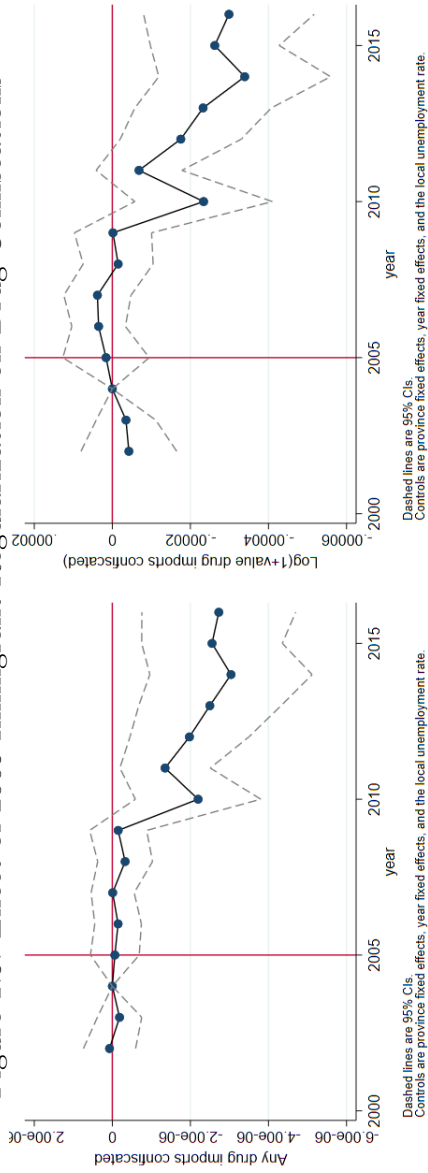 Any drug imports confiscated
0
-2.00e-06
-4.00e-06
-6.00e-06
2000 2005 2010 2015
year
Dashed lines are 95% CIs.
Controls are province fixed effects, year fixed effects, and the local unemployment rate.
Log(1+value drug imports confiscated)
.00002
0
-.00002
-.00004
-.00006
2000 2005 2010 2015
year
Dashed lines are 95% CIs.
Controls are province fixed effects, year fixed effects, and the local unemployment rate.